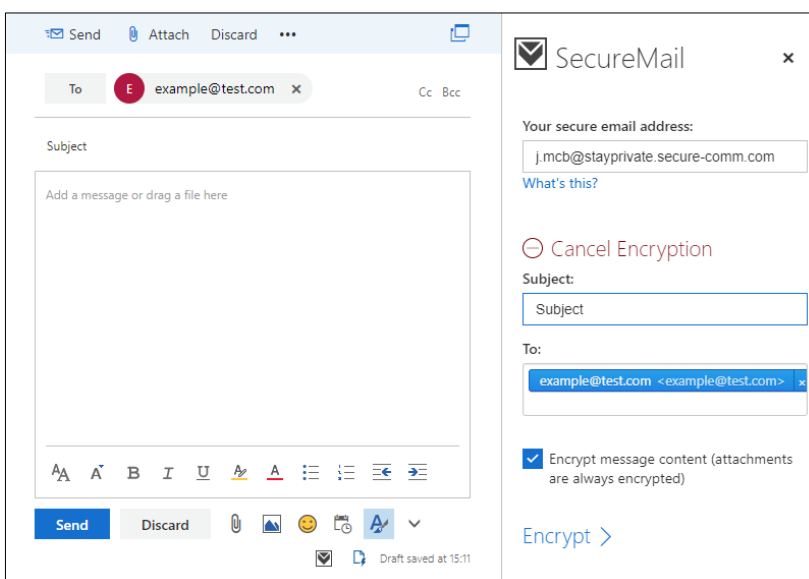 Send Attach Discard •••
To E example@test.com × Cc Bcc
Subject
Add a message or drag a file here
AA A B I U A A
Send Discard
Draft saved at 15:11
SecureMail ×
Your secure email address:
j.mcb@stayprivate.secure-comm.com
What's this?
Cancel Encryption
Subject:
Subject
To:
example@test.com <example@test.com> ×
Encrypt message content (attachments
are always encrypted)
Encrypt >